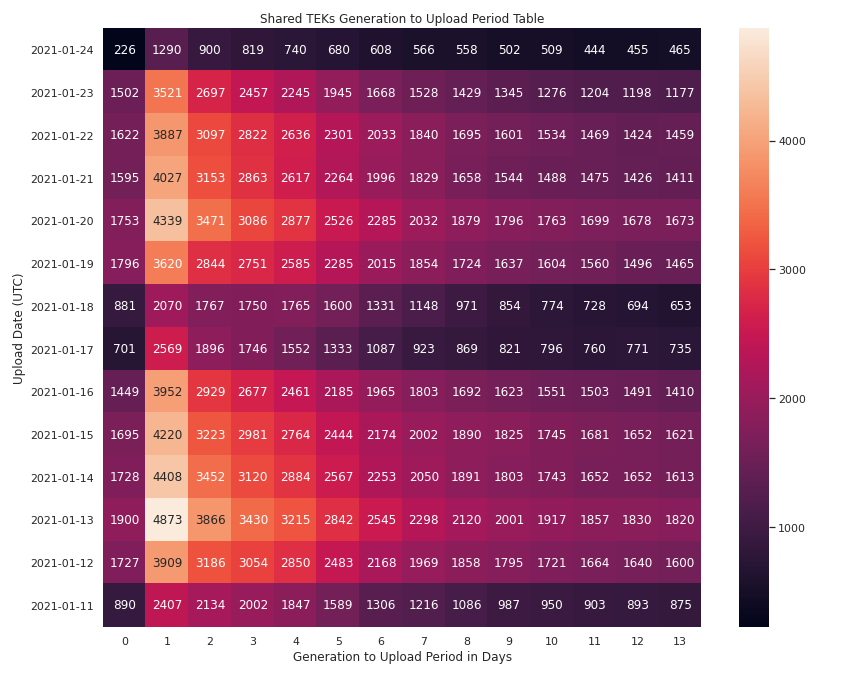 Shared TEKs Generation to Upload Period Table
Upload Date (UTC)
2021-01-24 226 1290 900 819 740 680 608 566 558 502 509 444 455 465
2021-01-23 1502 3521 2697 2457 2245 1945 1668 1528 1429 1345 1276 1204 1198 1177
2021-01-22 1622 3887 3097 2822 2636 2301 2033 1840 1695 1601 1534 1469 1424 1459
2021-01-21 1595 4027 3153 2863 2617 2264 1996 1829 1658 1544 1488 1475 1426 1411
2021-01-20 1753 4339 3471 3086 2877 2526 2285 2032 1879 1796 1763 1699 1678 1673
2021-01-19 1796 3620 2844 2751 2585 2285 2015 1854 1724 1637 1604 1560 1496 1465
2021-01-18 881 2070 1767 1750 1765 1600 1331 1148 971 854 774 728 694 653
2021-01-17 701 2569 1896 1746 1552 1333 1087 923 869 821 796 760 771 735
2021-01-16 1449 3952 2929 2677 2461 2185 1965 1803 1692 1623 1551 1503 1491 1410
2021-01-15 1695 4220 3223 2981 2764 2444 2174 2002 1890 1825 1745 1681 1652 1621
2021-01-14 1728 4408 3452 3120 2884 2567 2253 2050 1891 1803 1743 1652 1652 1613
2021-01-13 1900 4873 3866 3430 3215 2842 2545 2298 2120 2001 1917 1857 1830 1820
2021-01-12 1727 3909 3186 3054 2850 2483 2168 1969 1858 1795 1721 1664 1640 1600
2021-01-11 890 2407 2134 2002 1847 1589 1306 1216 1086 987 950 903 893 875
0 1 2 3 4 5 6 7 8 9 10 11 12 13
Generation to Upload Period in Days
4000
3000
2000
1000